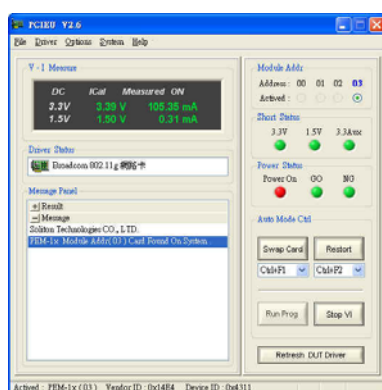 PCIEU V2.6
File Driver Options System Help
V - I Measure
DC ICal Measured ON
3.3V 3.39 V 105.35 mA
1.5V 1.50 V 0.31 mA
Driver Status
Broadcom 802.11g 網路卡
Message Panel
+| Result
—| Message
Soliton Technologies CO., LTD.
PEM-1x Module Addr( 03 ) Card Found On System
Module Addr
Address : 00 01 02 03
Actived :
Short Status
3.3V 1.5V 3.3Aux
Power Status
Power On GO NG
Auto Mode Ctrl
Swap Card Restort
Ctrl+F1 Ctrl+F2
Run Prog Stop VI
Refresh DUT Driver
Actived : PEM-1x ( 03 ) Vendor ID : 0x14E4 Device ID : 0x4311